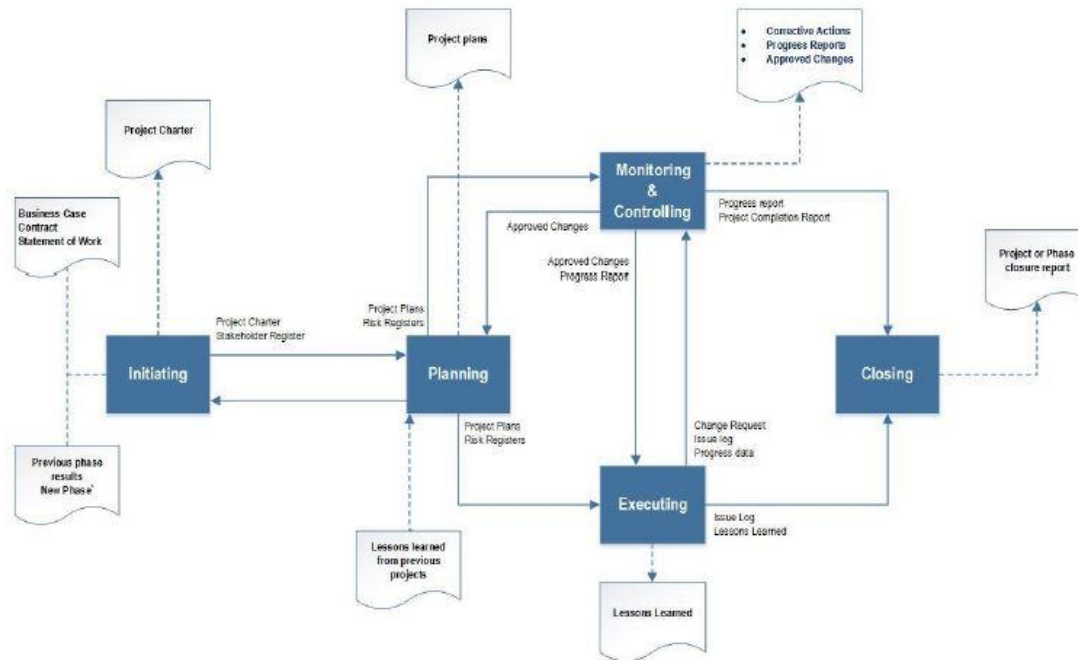 Project plans
Corrective Actions
Progress Reports
Approved Changes
Project Charter
Monitoring
&
Controlling
Business Case
Contract
Statement of Work
Progress report
Project Completion Report
Approved Changes
Approved Changes
Progress Report
Project or Phase
closure report
Project Plans
Risk Registers
Project Charter
Stakeholder Register
Initiating
Planning
Closing
Project Plans
Risk Registers
Change Request
Issue log
Progress data
Previous phase
results
New Phase`
Executing
Issue Log
Lessons Learned
Lessons learned
from previous
projects
Lessons Learned